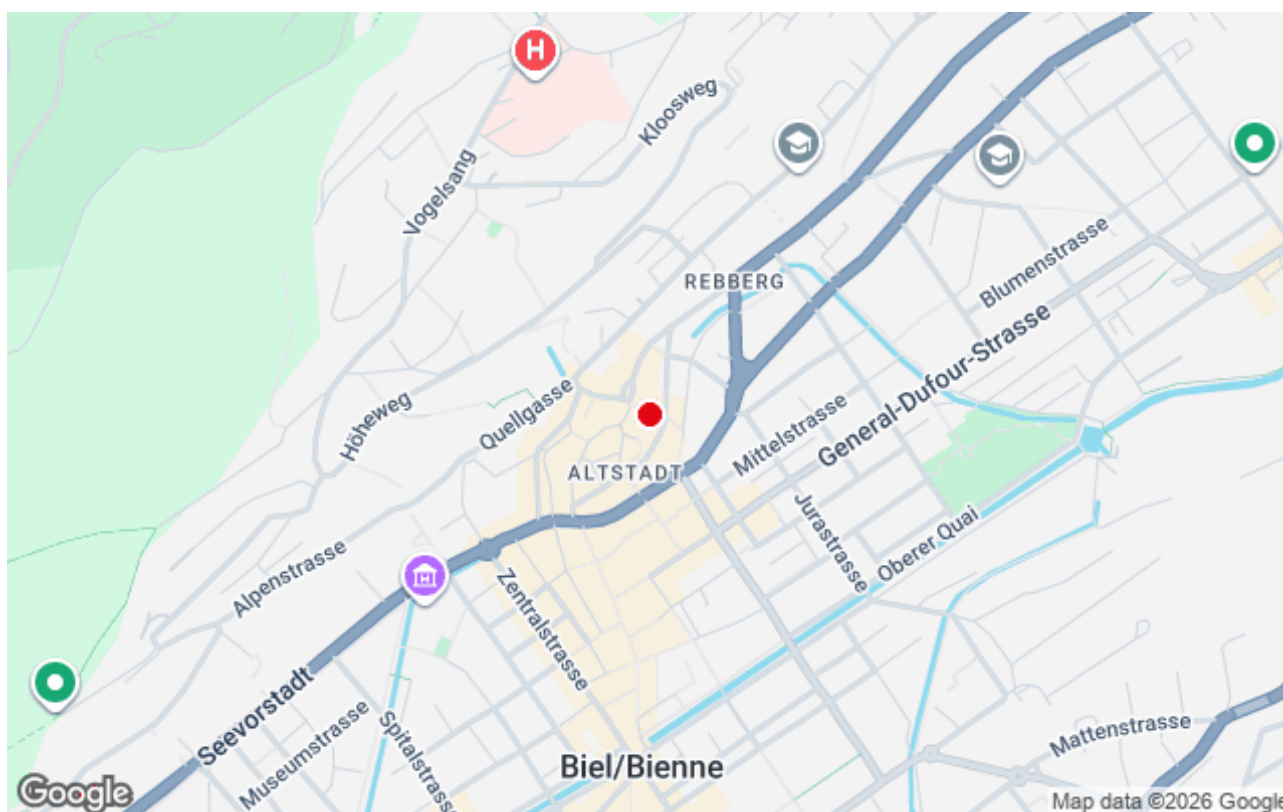 H
Kloosweg
Vogelsang
REBBERG
Blumenstrasse
General-Dufour-Strasse
Höheweg
Quellgasse
Mittelstrasse
ALTSTADT
Jurastrasse
Oberer Quai
Alpenstrasse
H
Zentralstrasse
Seevorstadt
Museumstrasse
Spitalstrasse
Mattenstrasse
Biel/Bienne
Google
Map data ©2026 Google